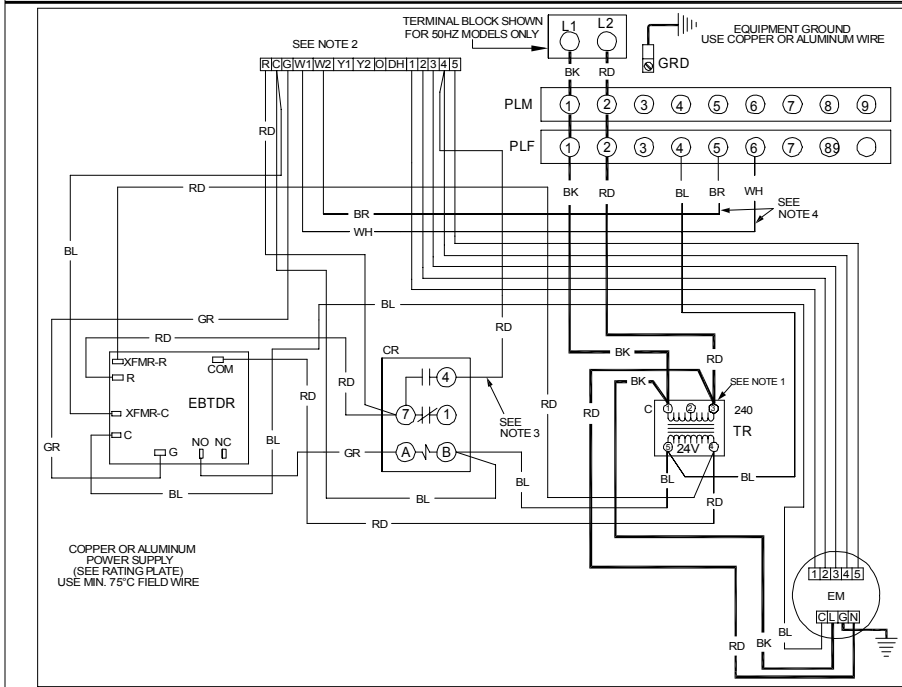 TERMINAL BLOCK SHOWN
FOR 50HZ MODELS ONLY
L1 L2
EQUIPMENT GROUND
USE COPPER OR ALUMINUM WIRE
GRD
SEE NOTE 2
R C G W1 W2 Y1 Y2 O DH 1 2 3 4 5
BK RD
PLM 1 2 3 4 5 6 7 8 9
PLF 1 2 3 4 5 6 7 89
RD
BK RD BL BR WH
RD
BR
SEE
NOTE 4
WH
BL
BL
GR
RD
RD
CR
BK
RD
XFMR-R
COM
R
RD
RD
4
BK
SEE NOTE 1
EBTDR
7 1
SEE
NOTE 3
RD
RD
C 1 2 3 240
TR
XFMR-C
C
NO NC
G
GR
BL
GR
A B
24V
5 4
BL
BL
BL
BL
BL
RD
RD
COPPER OR ALUMINUM
POWER SUPPLY
(SEE RATING PLATE)
USE MIN. 75°C FIELD WIRE
1 2 3 4 5
EM
C L G N
RD
BK
BL